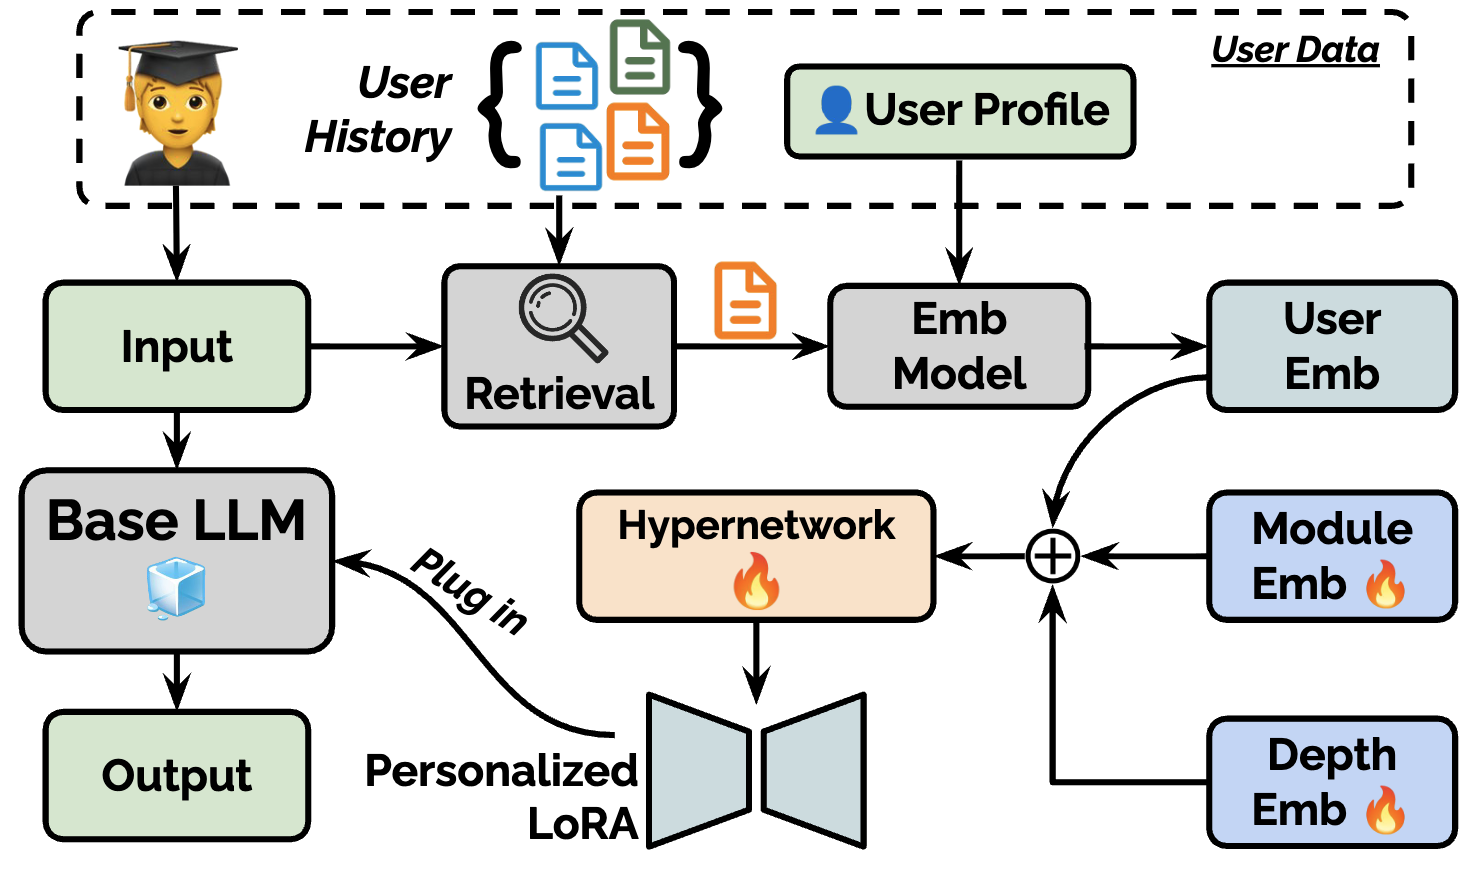 User Data
User
History
User Profile
Input
Retrieval
Emb
Model
User
Emb
Base LLM
Plug in
Hypernetwork
Module
Emb
Output
Personalized
LoRA
Depth
Emb